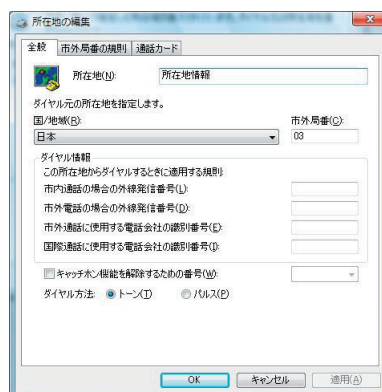 所在地の編集
全般 市外局番の規則 通話カード
所在地(N): 所在地情報
ダイヤル元の所在地を指定します。
国/地域(R): 市外局番(C):
日本 03
ダイヤル情報
この所在地からダイヤルするときに適用する規則:
市内通話の場合の外線発信番号(L):
市外電話の場合の外線発信番号(D):
市外通話に使用する電話会社の識別番号(E):
国際通話に使用する電話会社の識別番号(I):
キャッチホン機能を解除するための番号(W):
ダイヤル方法: トーン(T) パルス(P)
OK キャンセル 適用(A)